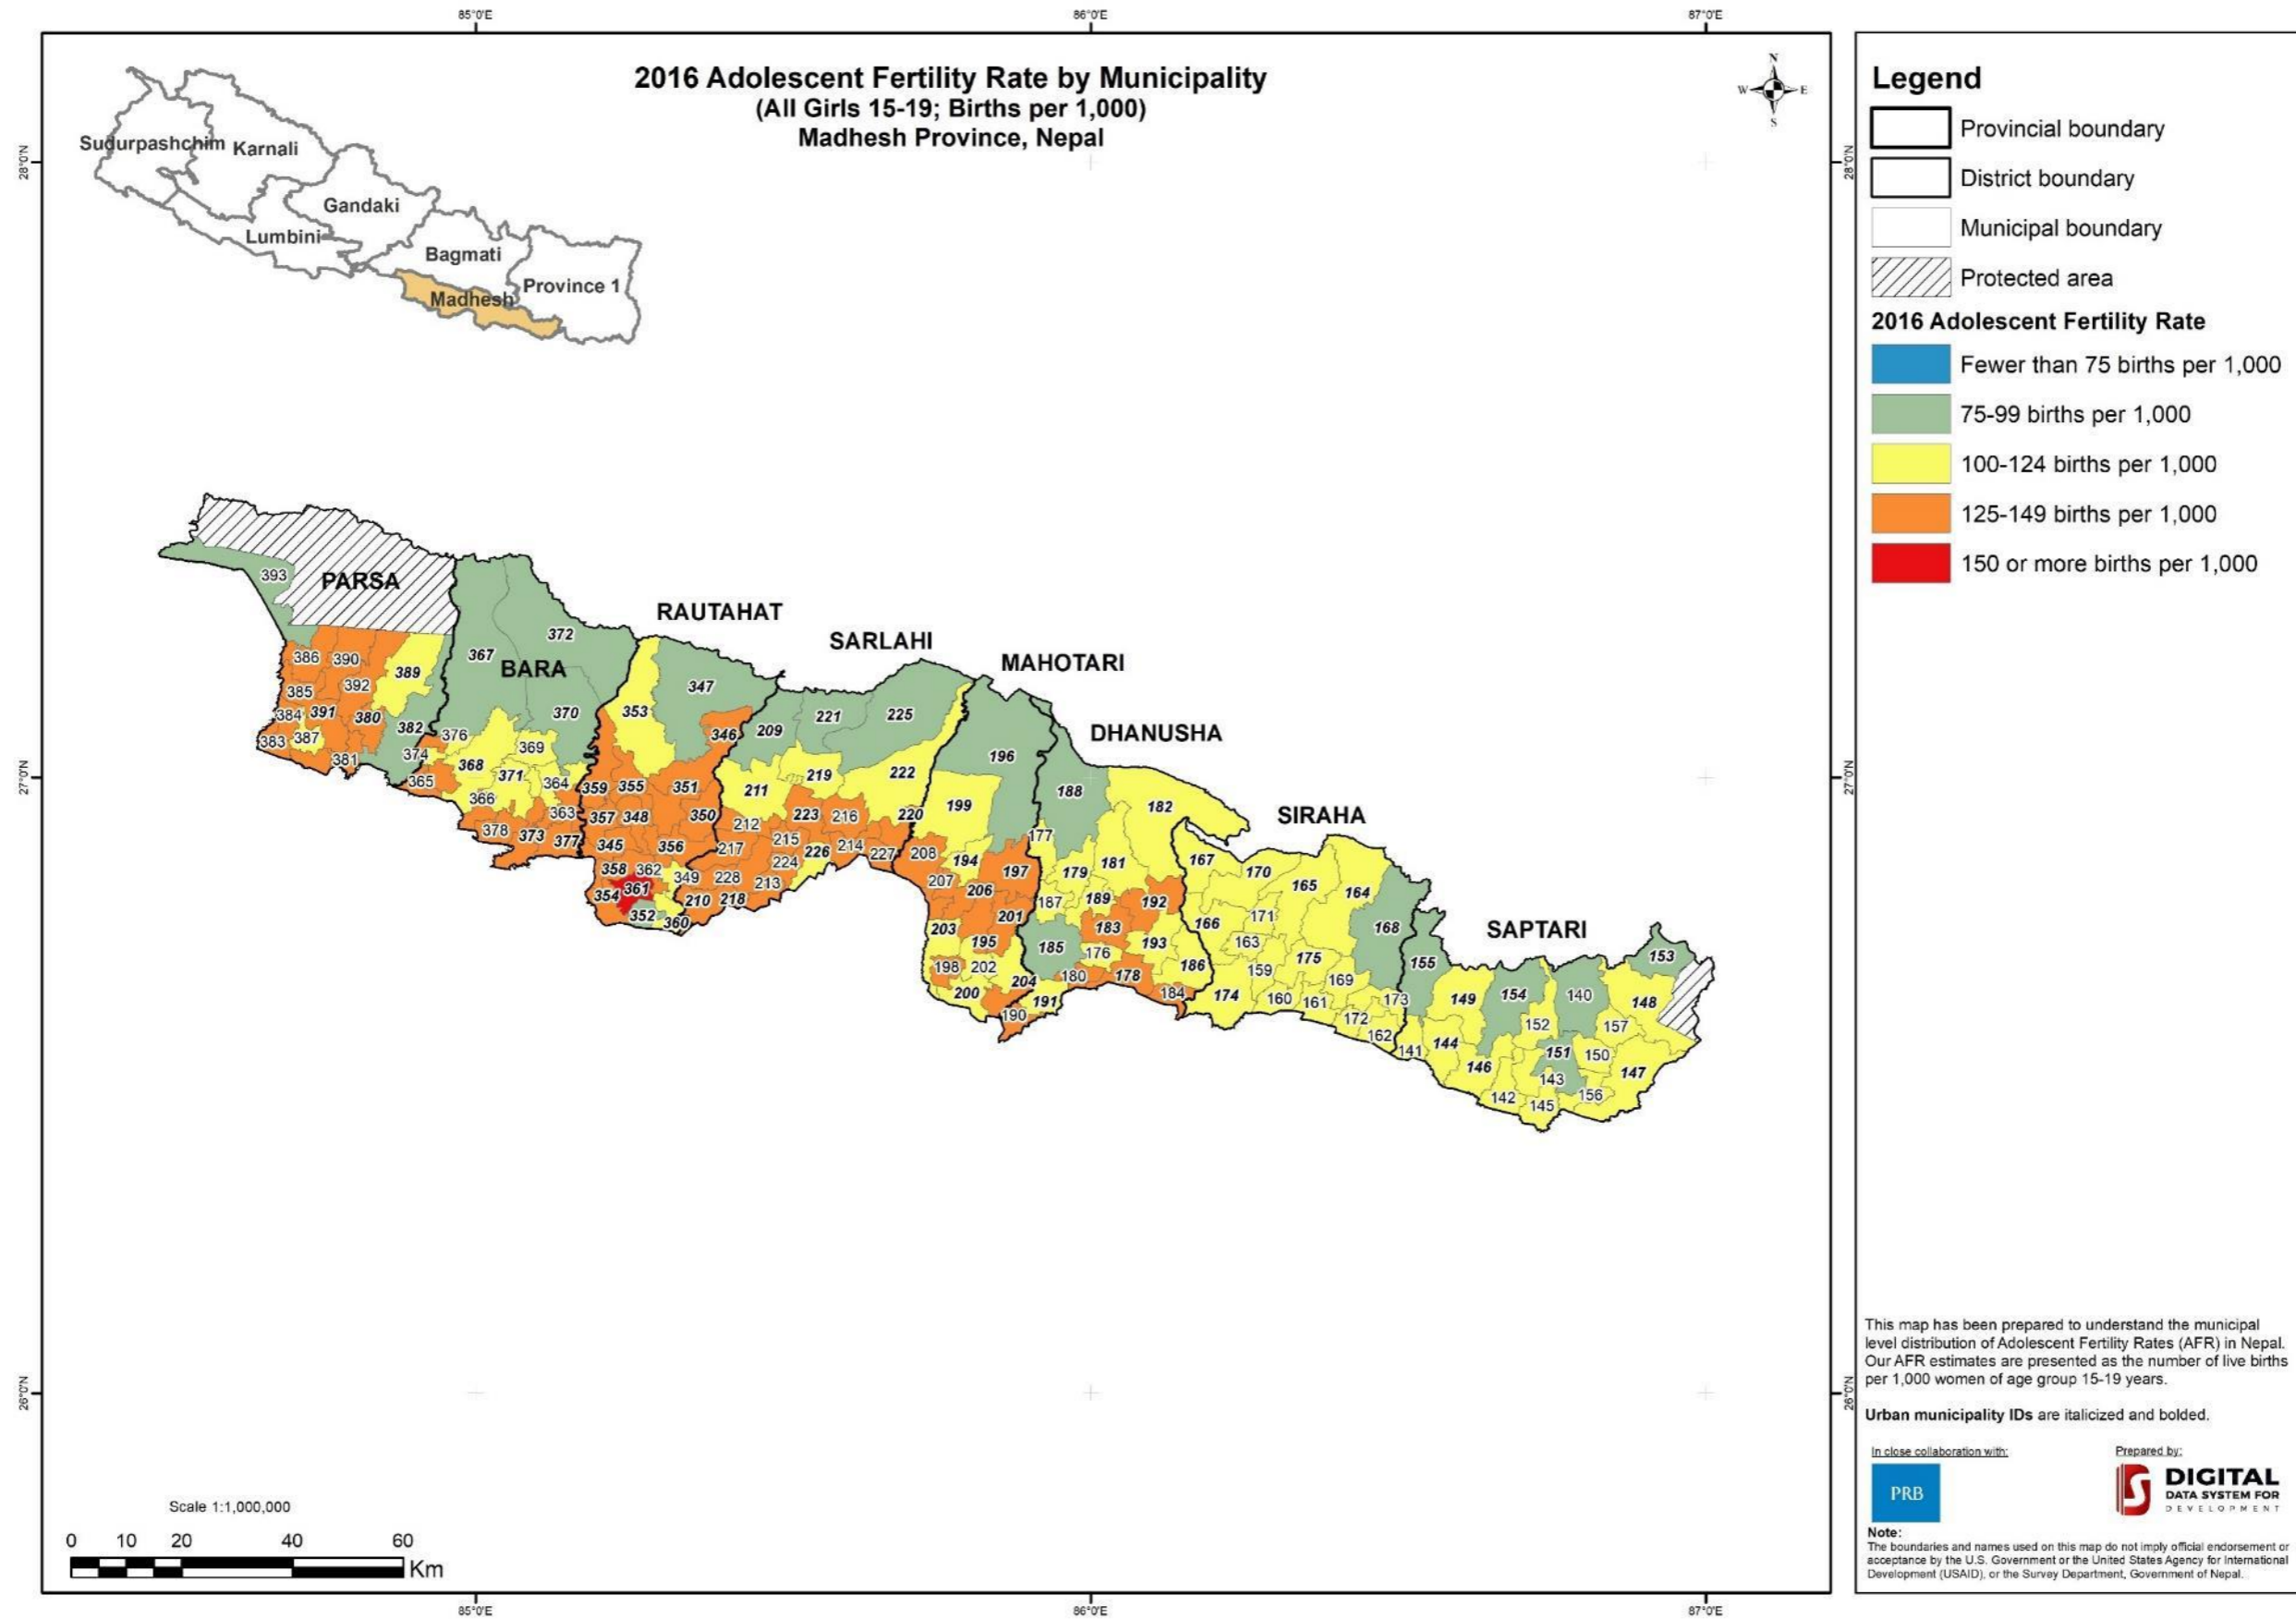 85°0'E
86°0'E
87°0'E
2016 Adolescent Fertility Rate by Municipality
(All Girls 15-19; Births per 1,000)
Madhesh Province, Nepal
N
W E
S
28°0'N
28°0'N
Sudurpashchim
Karnali
Gandaki
Lumbini
Bagmati
Province 1
Madhesh
Legend
Provincial boundary
District boundary
Municipal boundary
Protected area
2016 Adolescent Fertility Rate
Fewer than 75 births per 1,000
75-99 births per 1,000
100-124 births per 1,000
125-149 births per 1,000
150 or more births per 1,000
PARSA
393
386
390
389
385
392
384
391
380
382
383
387
381
374
BARA
367
372
370
376
369
368
371
364
365
366
363
378
373
377
RAUTAHAT
353
347
346
359
355
351
357
348
350
345
356
358
362
349
354
361
352
360
SARLAHI
209
221
225
219
222
211
223
216
220
212
215
217
226
214
227
224
228
213
210
218
MAHOTARI
196
199
208
194
197
207
206
201
203
195
198
202
204
200
DHANUSHA
188
182
177
181
179
187
189
192
183
185
176
193
186
180
178
184
191
190
SIRAHA
167
170
165
164
171
166
168
163
175
159
169
174
160
161
173
172
162
SAPTARI
155
153
149
154
140
148
152
157
141
144
151
150
146
143
147
142
145
156
27°0'N
27°0'N
26°0'N
26°0'N
Scale 1:1,000,000
0 10 20 40 60
Km
85°0'E
86°0'E
87°0'E
This map has been prepared to understand the municipal
level distribution of Adolescent Fertility Rates (AFR) in Nepal.
Our AFR estimates are presented as the number of live births
per 1,000 women of age group 15-19 years.
Urban municipality IDs are italicized and bolded.
In close collaboration with:
PRB
Prepared by:
DIGITAL
DATA SYSTEM FOR
DEVELOPMENT
Note:
The boundaries and names used on this map do not imply official endorsement or
acceptance by the U.S. Government or the United States Agency for International
Development (USAID), or the Survey Department, Government of Nepal.